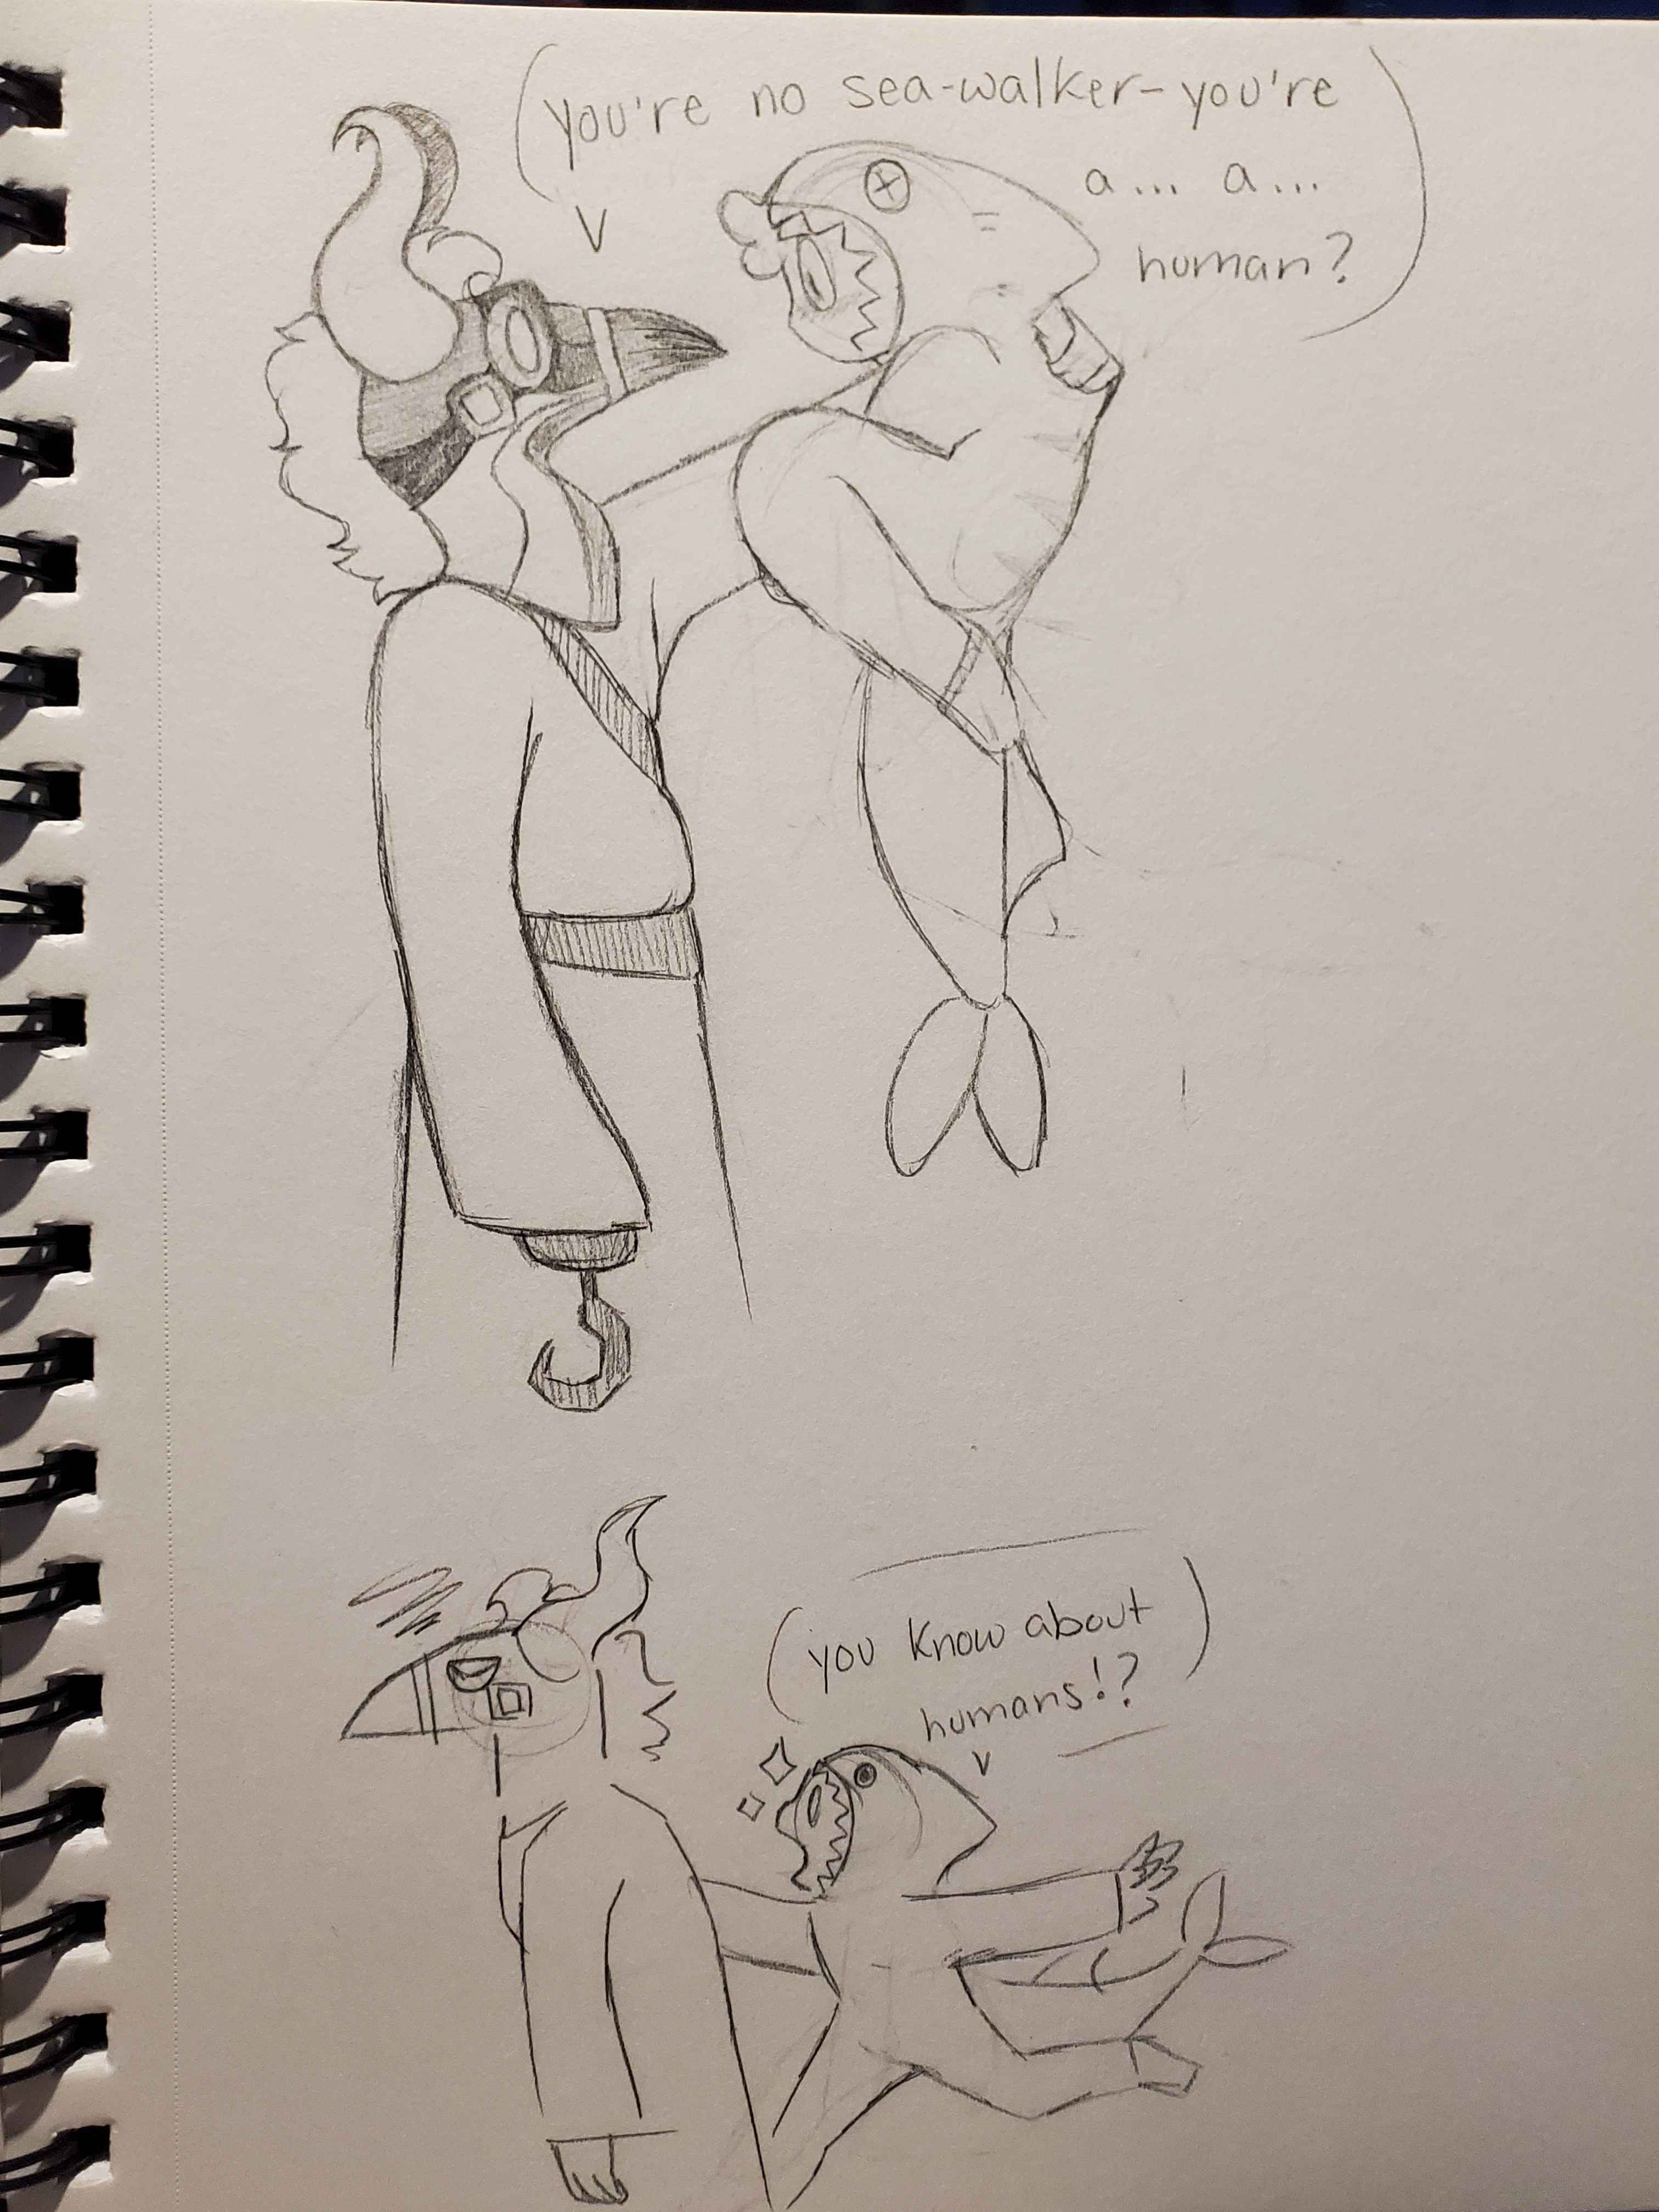 you're no sea-walker-you're
a... a...
human?
you know about
humans!?